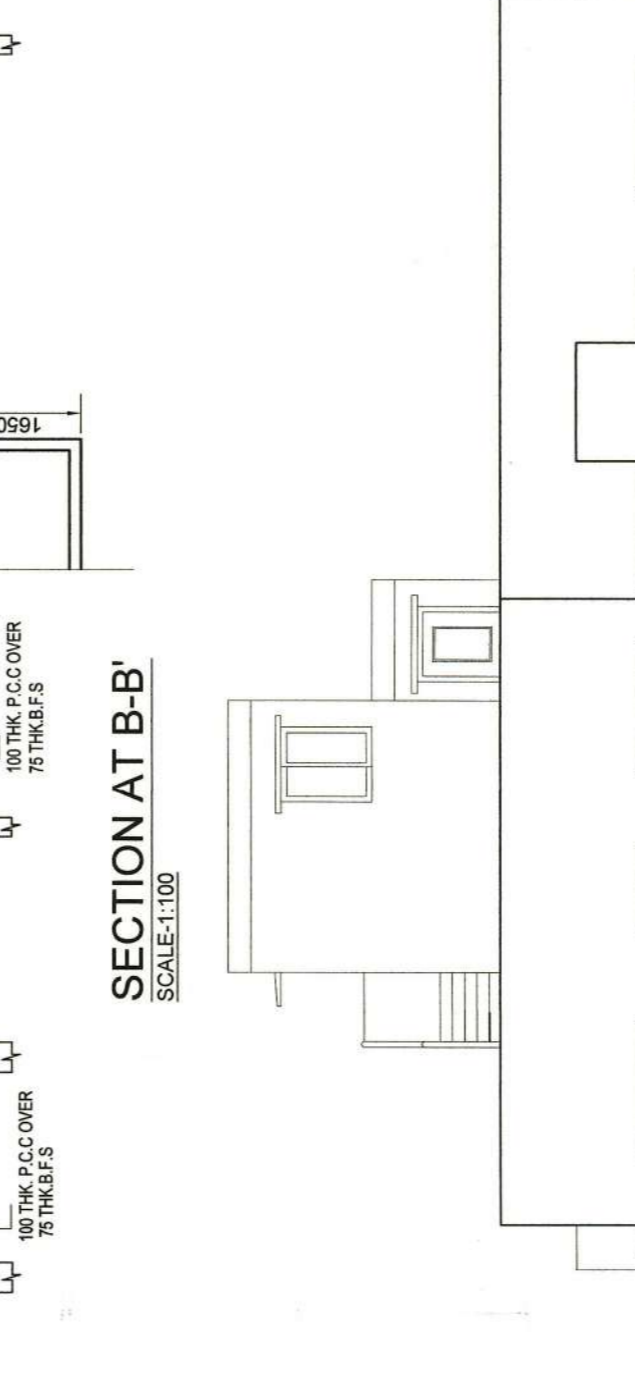 100 THK. P.C.C OVER
75 THK.B.F.S
100 THK. P.C.C OVER
75 THK.B.F.S
1650
SECTION AT B-B'
SCALE-1:100